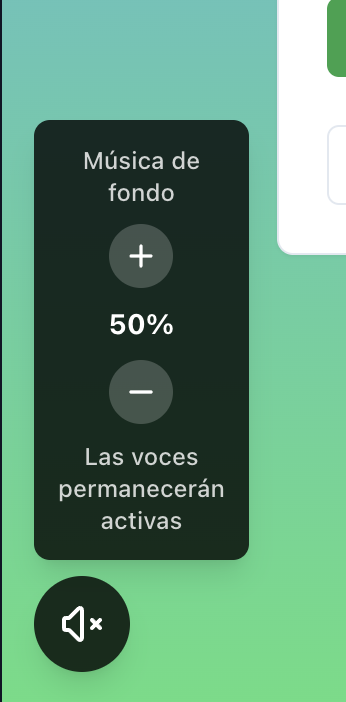 Música de
fondo
50%
Las voces
permanecerán
activas